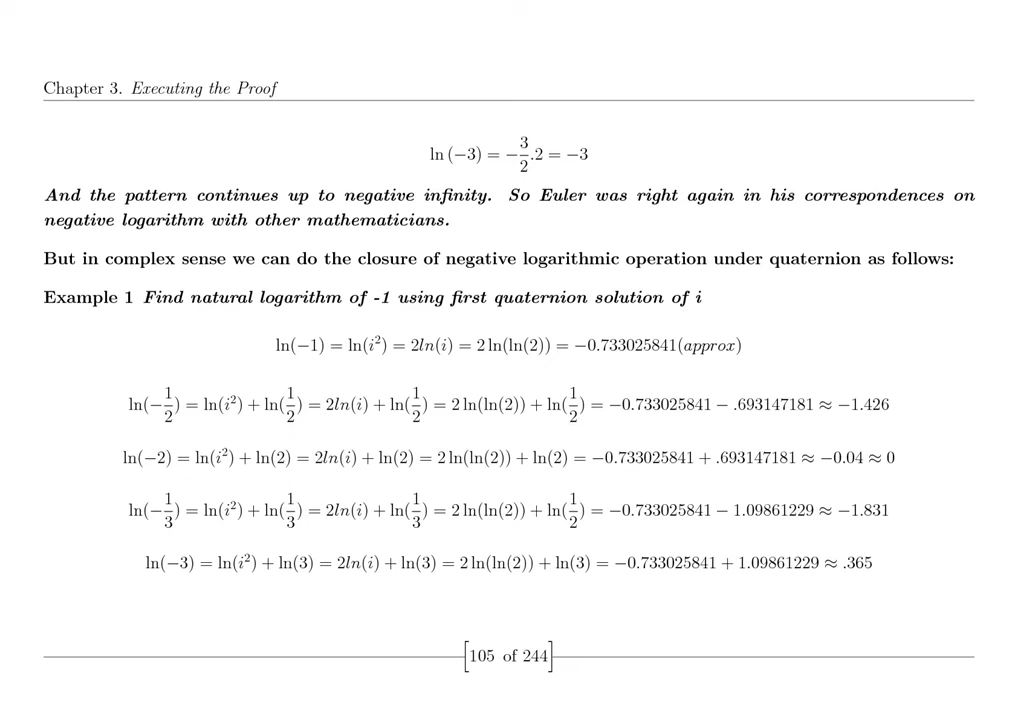 Chapter 3. Executing the Proof
ln (−3) = −3/2.2 = −3
And the pattern continues up to negative infinity. So Euler was right again in his correspondences on
negative logarithm with other mathematicians.
But in complex sense we can do the closure of negative logarithmic operation under quaternion as follows:
Example 1 Find natural logarithm of -1 using first quaternion solution of i
ln(−1) = ln(i²) = 2ln(i) = 2 ln(ln(2)) = −0.733025841(approx)
ln(−1/2) = ln(i²) + ln(1/2) = 2ln(i) + ln(1/2) = 2 ln(ln(2)) + ln(1/2) = −0.733025841 − .693147181 ≈ −1.426
ln(−2) = ln(i²) + ln(2) = 2ln(i) + ln(2) = 2 ln(ln(2)) + ln(2) = −0.733025841 + .693147181 ≈ −0.04 ≈ 0
ln(−1/3) = ln(i²) + ln(1/3) = 2ln(i) + ln(1/3) = 2 ln(ln(2)) + ln(1/2) = −0.733025841 − 1.09861229 ≈ −1.831
ln(−3) = ln(i²) + ln(3) = 2ln(i) + ln(3) = 2 ln(ln(2)) + ln(3) = −0.733025841 + 1.09861229 ≈ .365
[105 of 244]